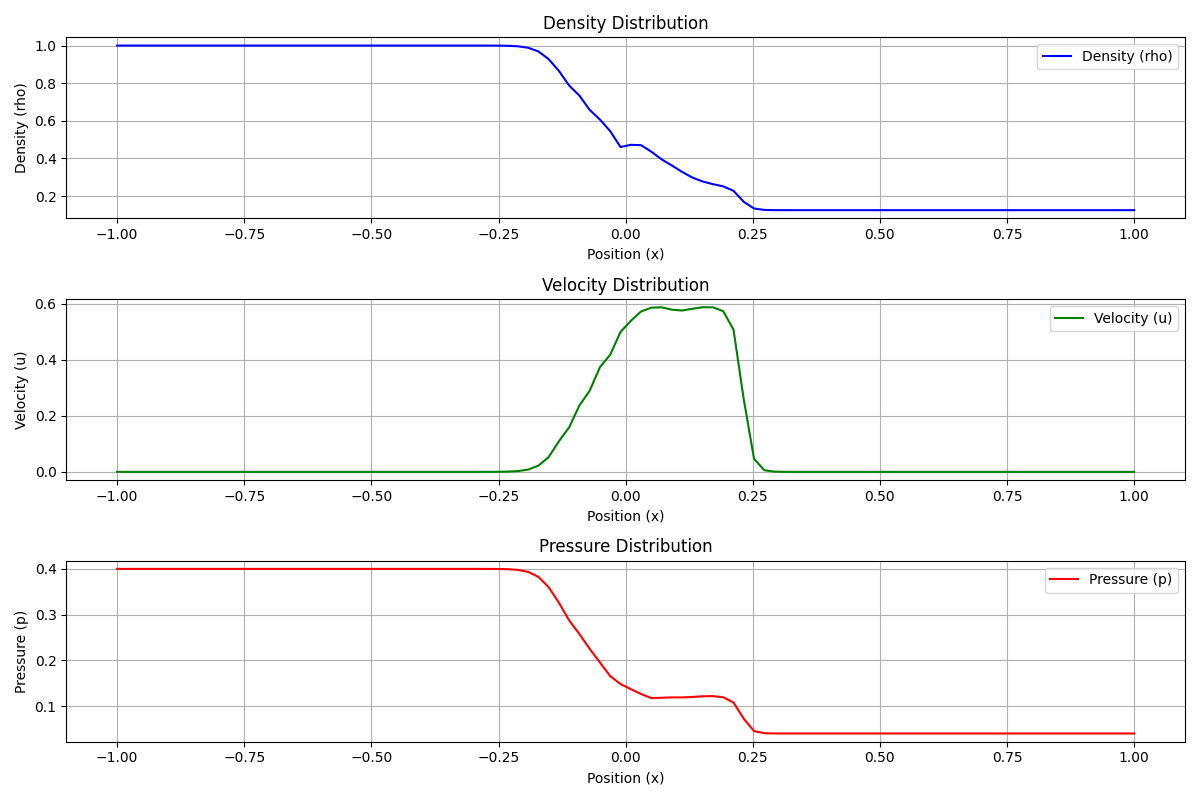 Density Distribution
Density (rho)
1.0
0.8
0.6
0.4
0.2
Density (rho)
−1.00 −0.75 −0.50 −0.25 0.00 0.25 0.50 0.75 1.00
Position (x)
Velocity Distribution
Velocity (u)
0.6
0.4
0.2
0.0
Velocity (u)
−1.00 −0.75 −0.50 −0.25 0.00 0.25 0.50 0.75 1.00
Position (x)
Pressure Distribution
Pressure (p)
0.4
0.3
0.2
0.1
Pressure (p)
−1.00 −0.75 −0.50 −0.25 0.00 0.25 0.50 0.75 1.00
Position (x)